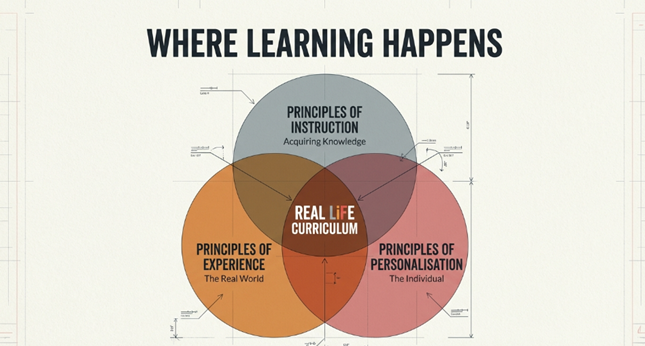 WHERE LEARNING HAPPENS
PRINCIPLES OF
INSTRUCTION
Acquiring Knowledge
REAL LiFE
CURRICULUM
PRINCIPLES OF
EXPERIENCE
The Real World
PRINCIPLES OF
PERSONALISATION
The Individual